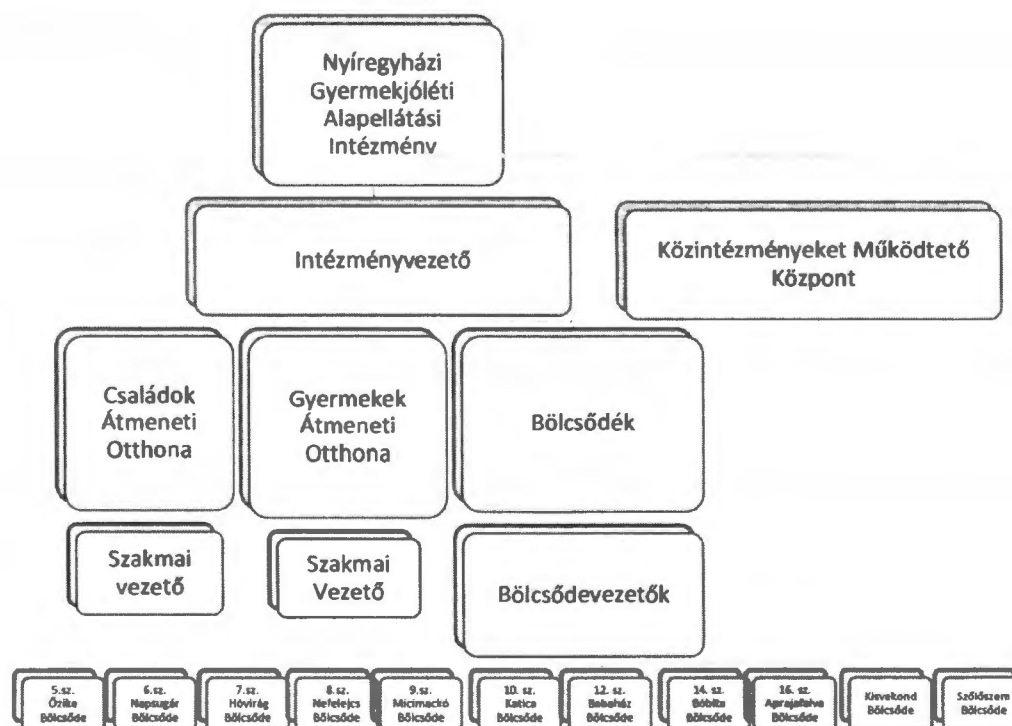 Nyíregyházi
Gyermekjóléti
Alapellátási
Intézmény
Intézményvezető
Közintézményeket Működtető
Központ
Családok
Átmeneti
Otthona
Gyermekek
Átmeneti
Otthona
Bölcsődék
Szakmai
vezető
Szakmai
Vezető
Bölcsődevezetők
5.sz.
Őzike
Bölcsőde
6.sz.
Napsugár
Bölcsőde
7.sz.
Hóvirág
Bölcsőde
8.sz.
Nefelejcs
Bölcsőde
9.sz.
Micimackó
Bölcsőde
10. sz.
Katica
Bölcsőde
12. sz.
Babaház
Bölcsőde
14. sz.
Bóbita
Bölcsőde
16. sz.
Aprajafalva
Bölcsőde
Kisvakond
Bölcsőde
Szőlőszem
Bölcsőde